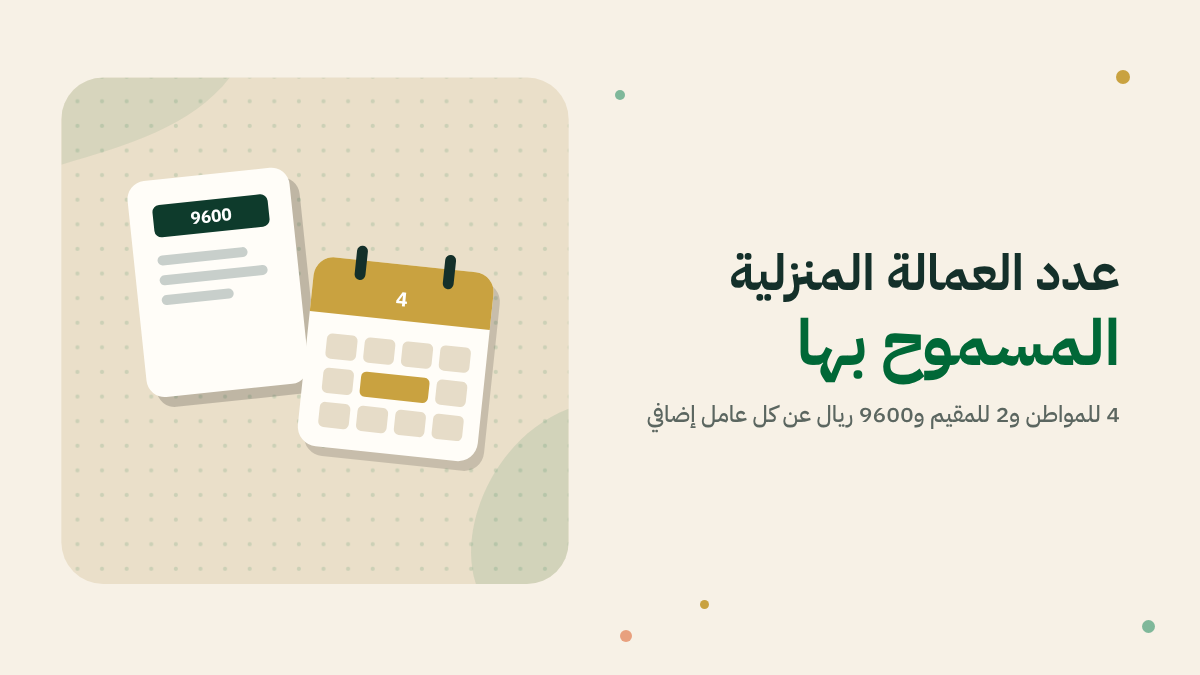 عدد العمالة المنزلية
المسموح بها
4 للمواطن و2 للمقيم و9600 ريال عن كل عامل إضافي
9600
4